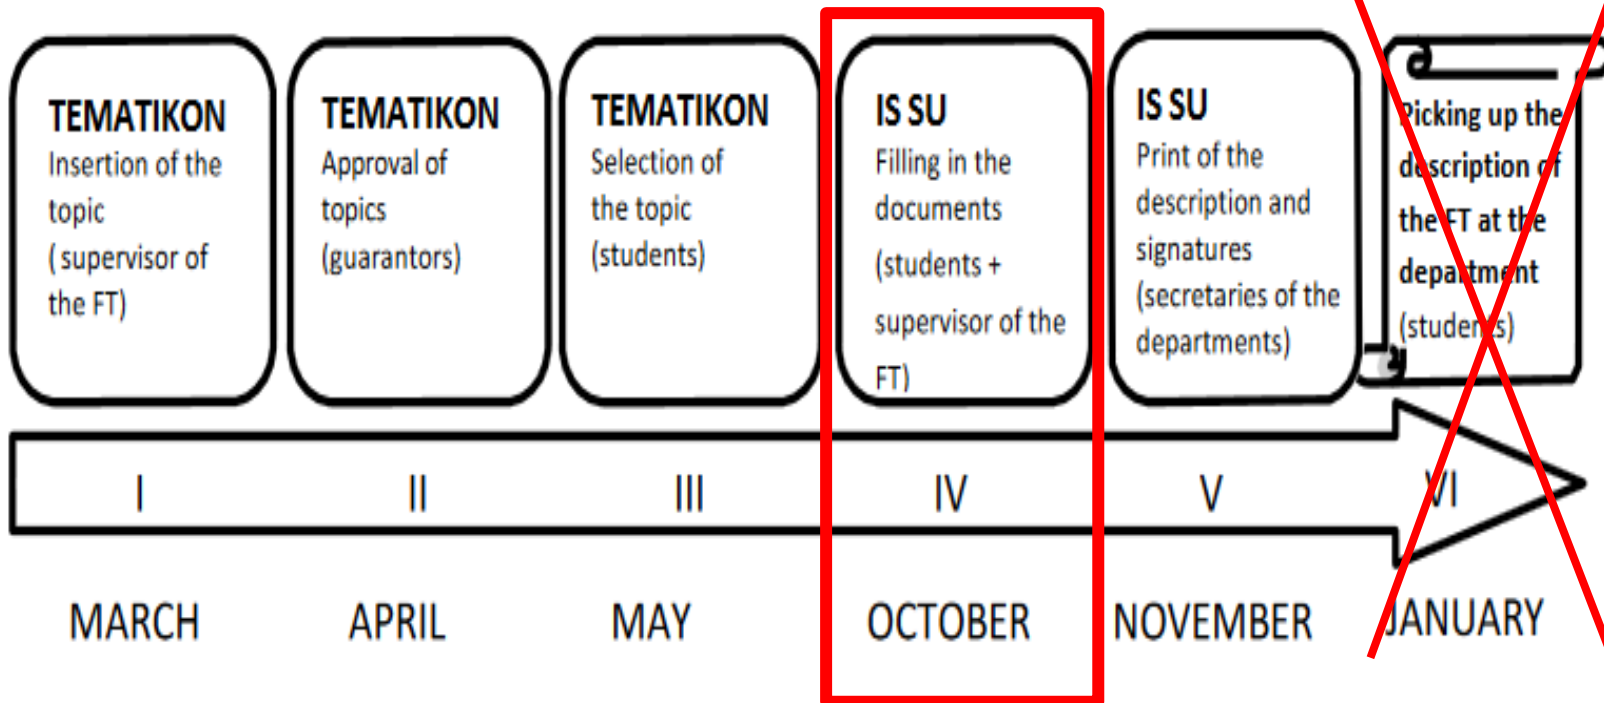 TEMATIKON
Insertion of the
topic
( supervisor of
the FT)
TEMATIKON
Approval of
topics
(guarantors)
TEMATIKON
Selection of
the topic
(students)
IS SU
Filling in the
documents
(students +
supervisor of the
FT)
IS SU
Print of the
description and
signatures
(secretaries of the
departments)
Picking up the
description of
the FT at the
department
(students)
I
II
III
IV
V
VI
MARCH
APRIL
MAY
OCTOBER
NOVEMBER
JANUARY